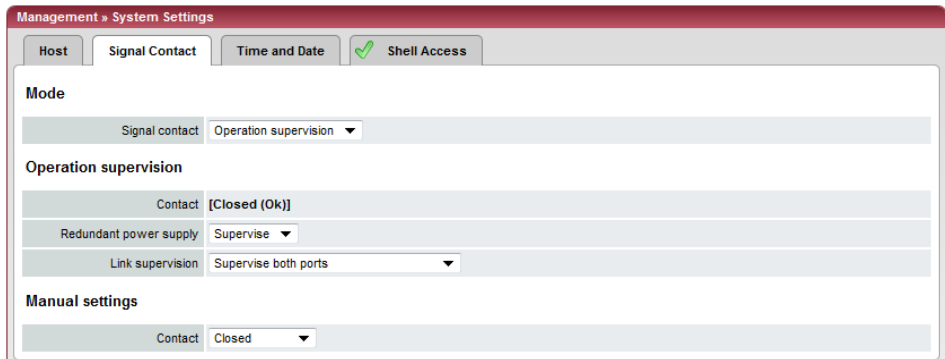 Management » System Settings
Host Signal Contact Time and Date Shell Access
Mode
Signal contact Operation supervision
Operation supervision
Contact [Closed (Ok)]
Redundant power supply Supervise
Link supervision Supervise both ports
Manual settings
Contact Closed